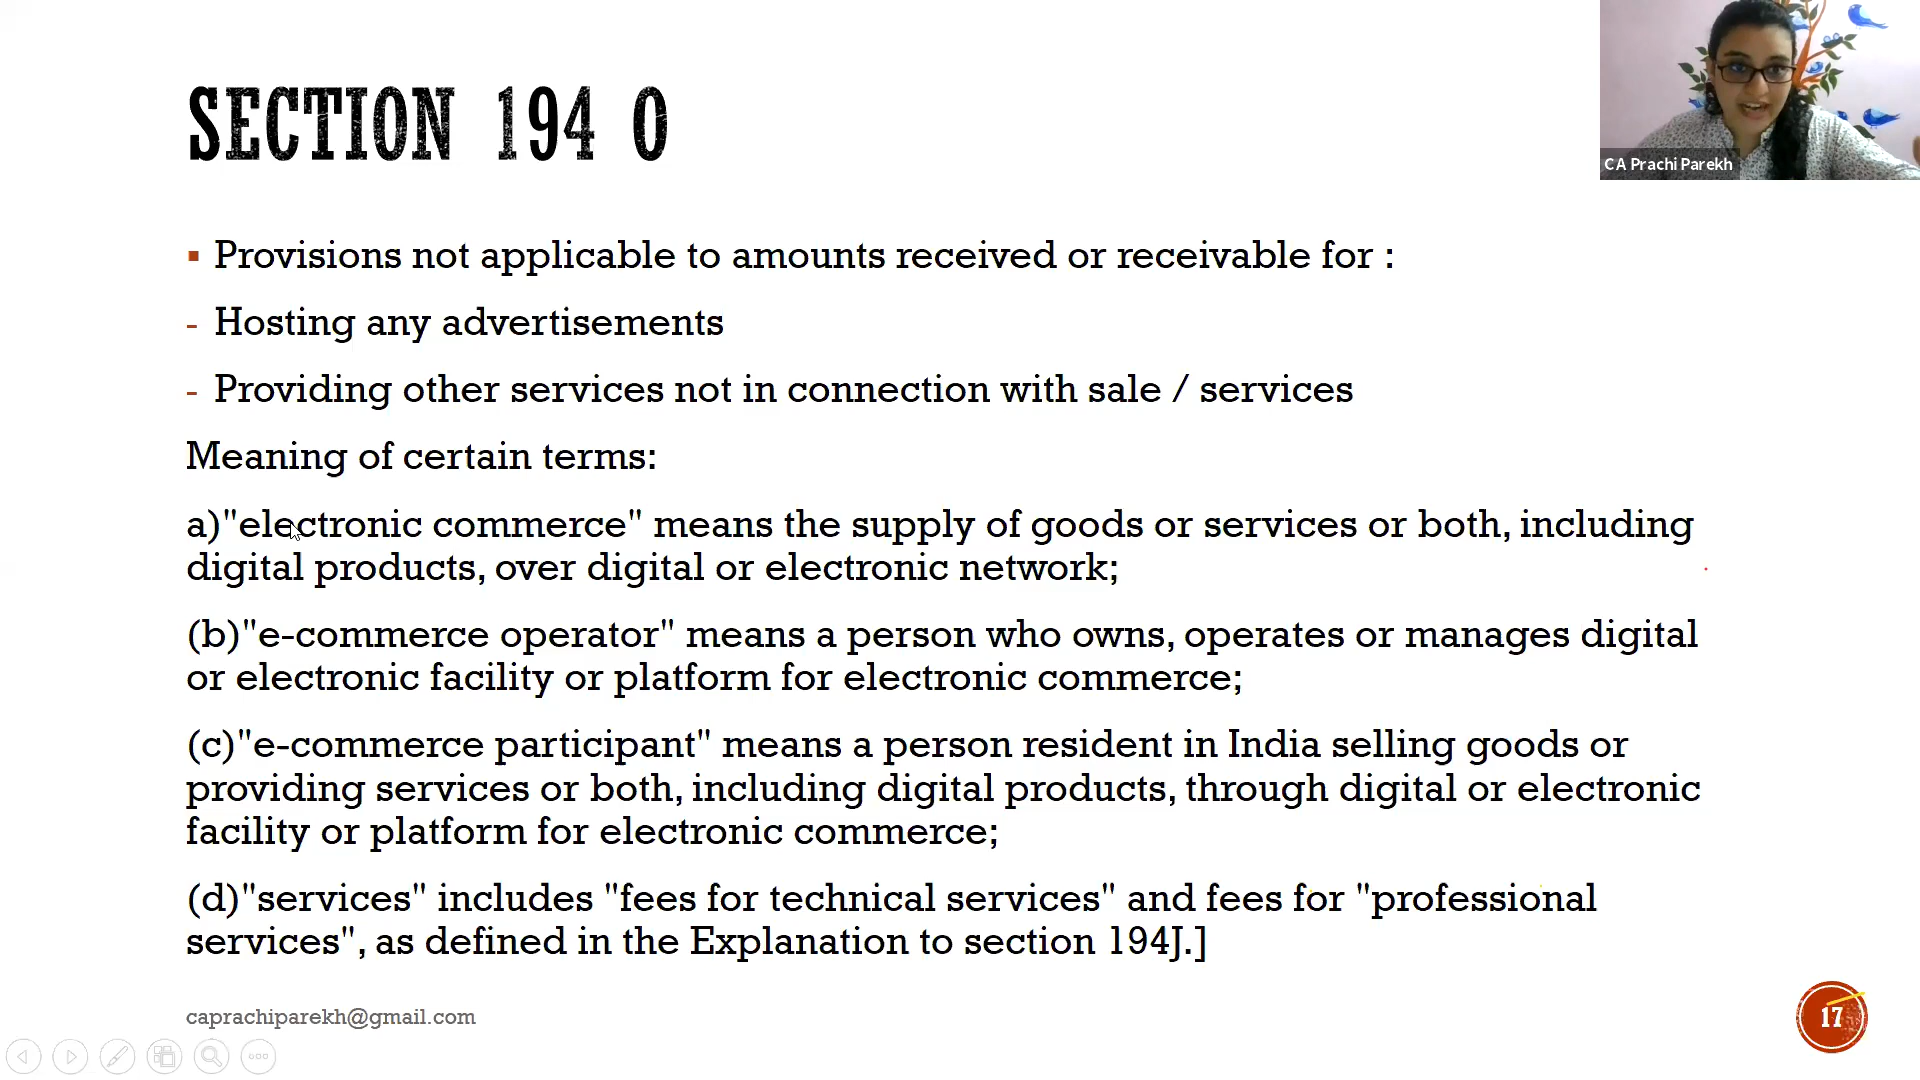 SECTION 194 O
CA Prachi Parekh
Provisions not applicable to amounts received or receivable for :
- Hosting any advertisements
- Providing other services not in connection with sale / services
Meaning of certain terms:
a)"electronic commerce" means the supply of goods or services or both, including
digital products, over digital or electronic network;
(b)"e-commerce operator" means a person who owns, operates or manages digital
or electronic facility or platform for electronic commerce;
(c)"e-commerce participant" means a person resident in India selling goods or
providing services or both, including digital products, through digital or electronic
facility or platform for electronic commerce;
(d)"services" includes "fees for technical services" and fees for "professional
services", as defined in the Explanation to section 194J.]
caprachiparekh@gmail.com
17